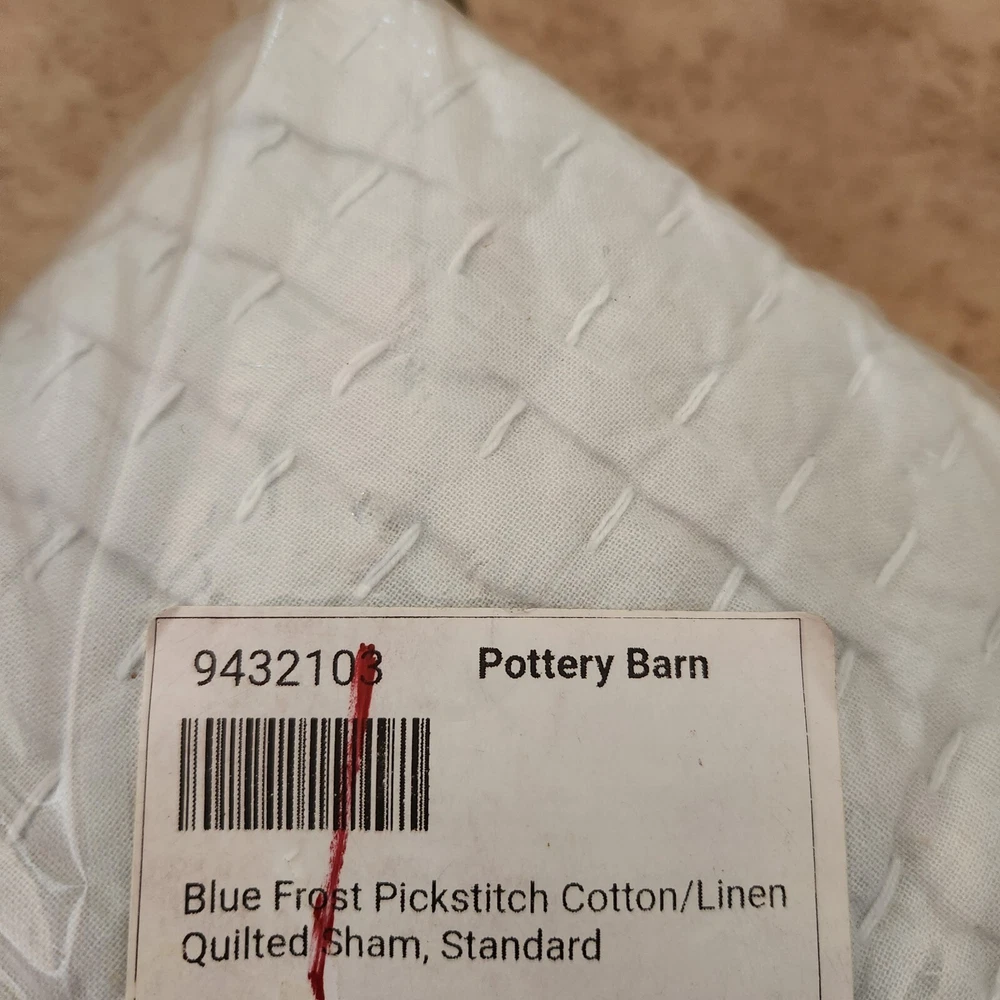 9432103 Pottery Barn
Blue Frost Pickstitch Cotton/Linen
Quilted Sham, Standard